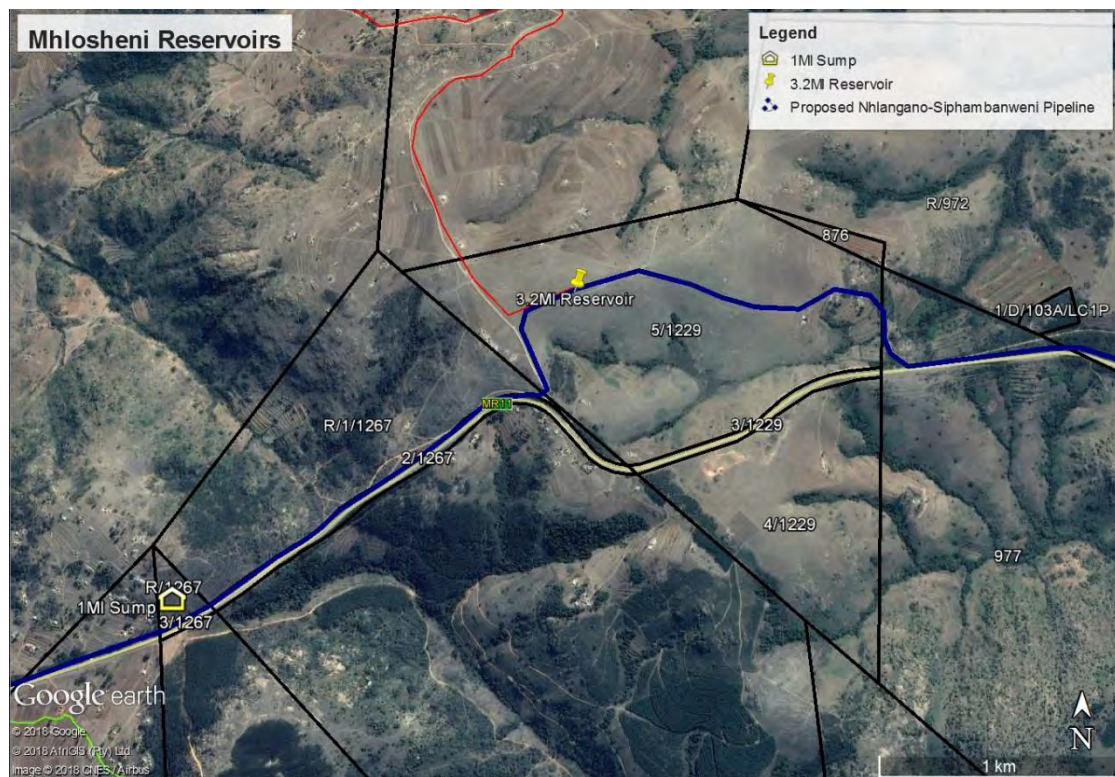 Mhlosheni Reservoirs
Legend
1Ml Sump
3.2Ml Reservoir
Proposed Nhlangano-Siphambanweni Pipeline
R/972
876
3.2Ml Reservoir
1/D/103A/LC1P
5/1229
MR11
R/1/1267
3/1229
2/1267
4/1229
977
R/1267
1Ml Sump
3/1267
Google earth
© 2018 Google
© 2018 AfriGIS (Pty) Ltd.
Image © 2018 CNES / Airbus
N
1 km